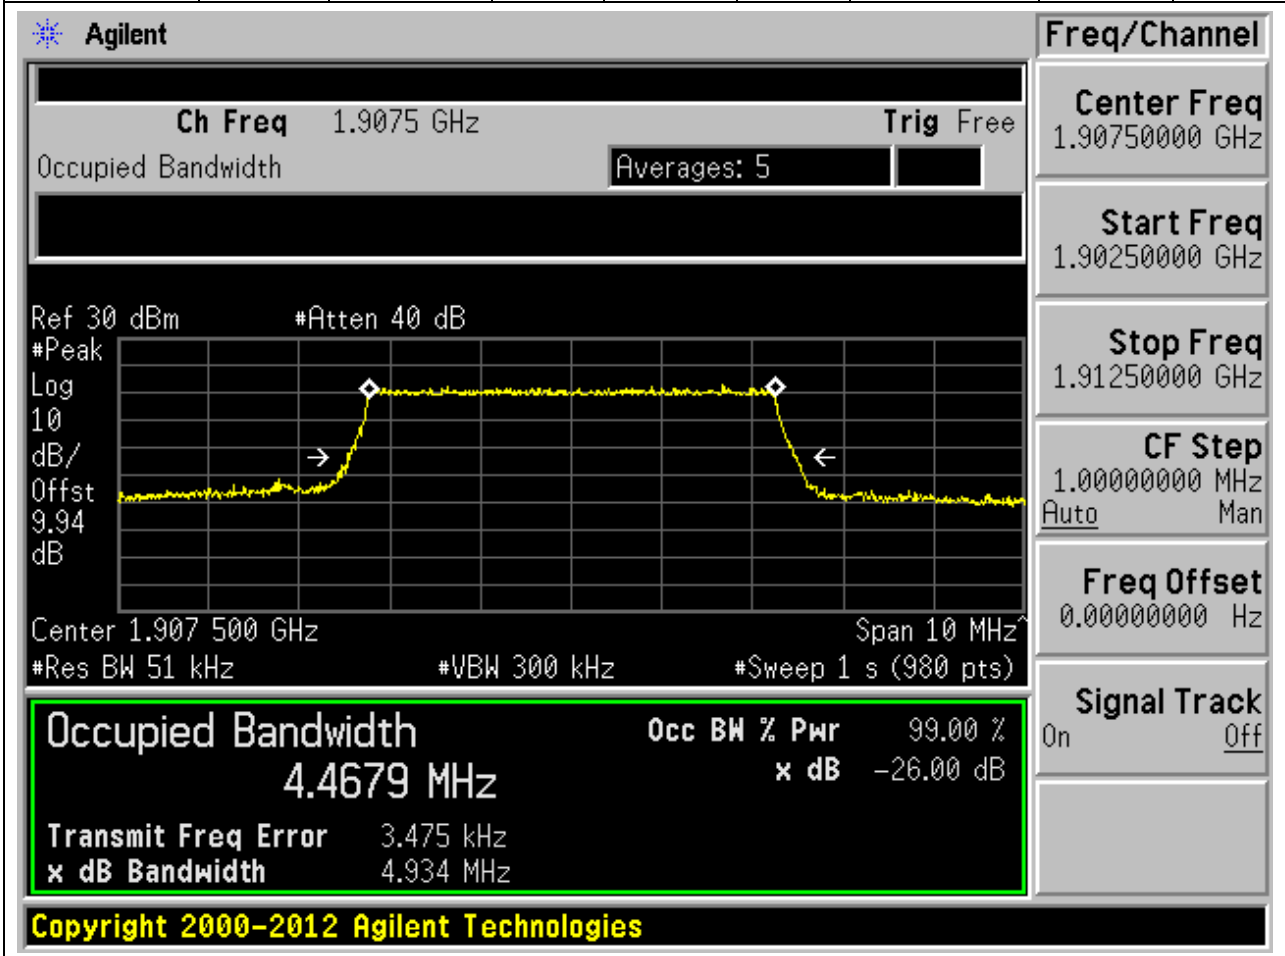 Agilent
Freq/Channel
Ch Freq 1.9075 GHz Trig Free
Occupied Bandwidth Averages: 5
Center Freq
1.90750000 GHz
Start Freq
1.90250000 GHz
Stop Freq
1.91250000 GHz
CF Step
1.00000000 MHz
Auto Man
Freq Offset
0.00000000 Hz
Signal Track
On Off
Ref 30 dBm #Atten 40 dB
#Peak
Log
10
dB/
Offst
9.94
dB
Center 1.907 500 GHz Span 10 MHz^
#Res BW 51 kHz #VBW 300 kHz #Sweep 1 s (980 pts)
Occupied Bandwidth
4.4679 MHz
Occ BW % Pwr 99.00 %
x dB -26.00 dB
Transmit Freq Error 3.475 kHz
x dB Bandwidth 4.934 MHz
Copyright 2000-2012 Agilent Technologies